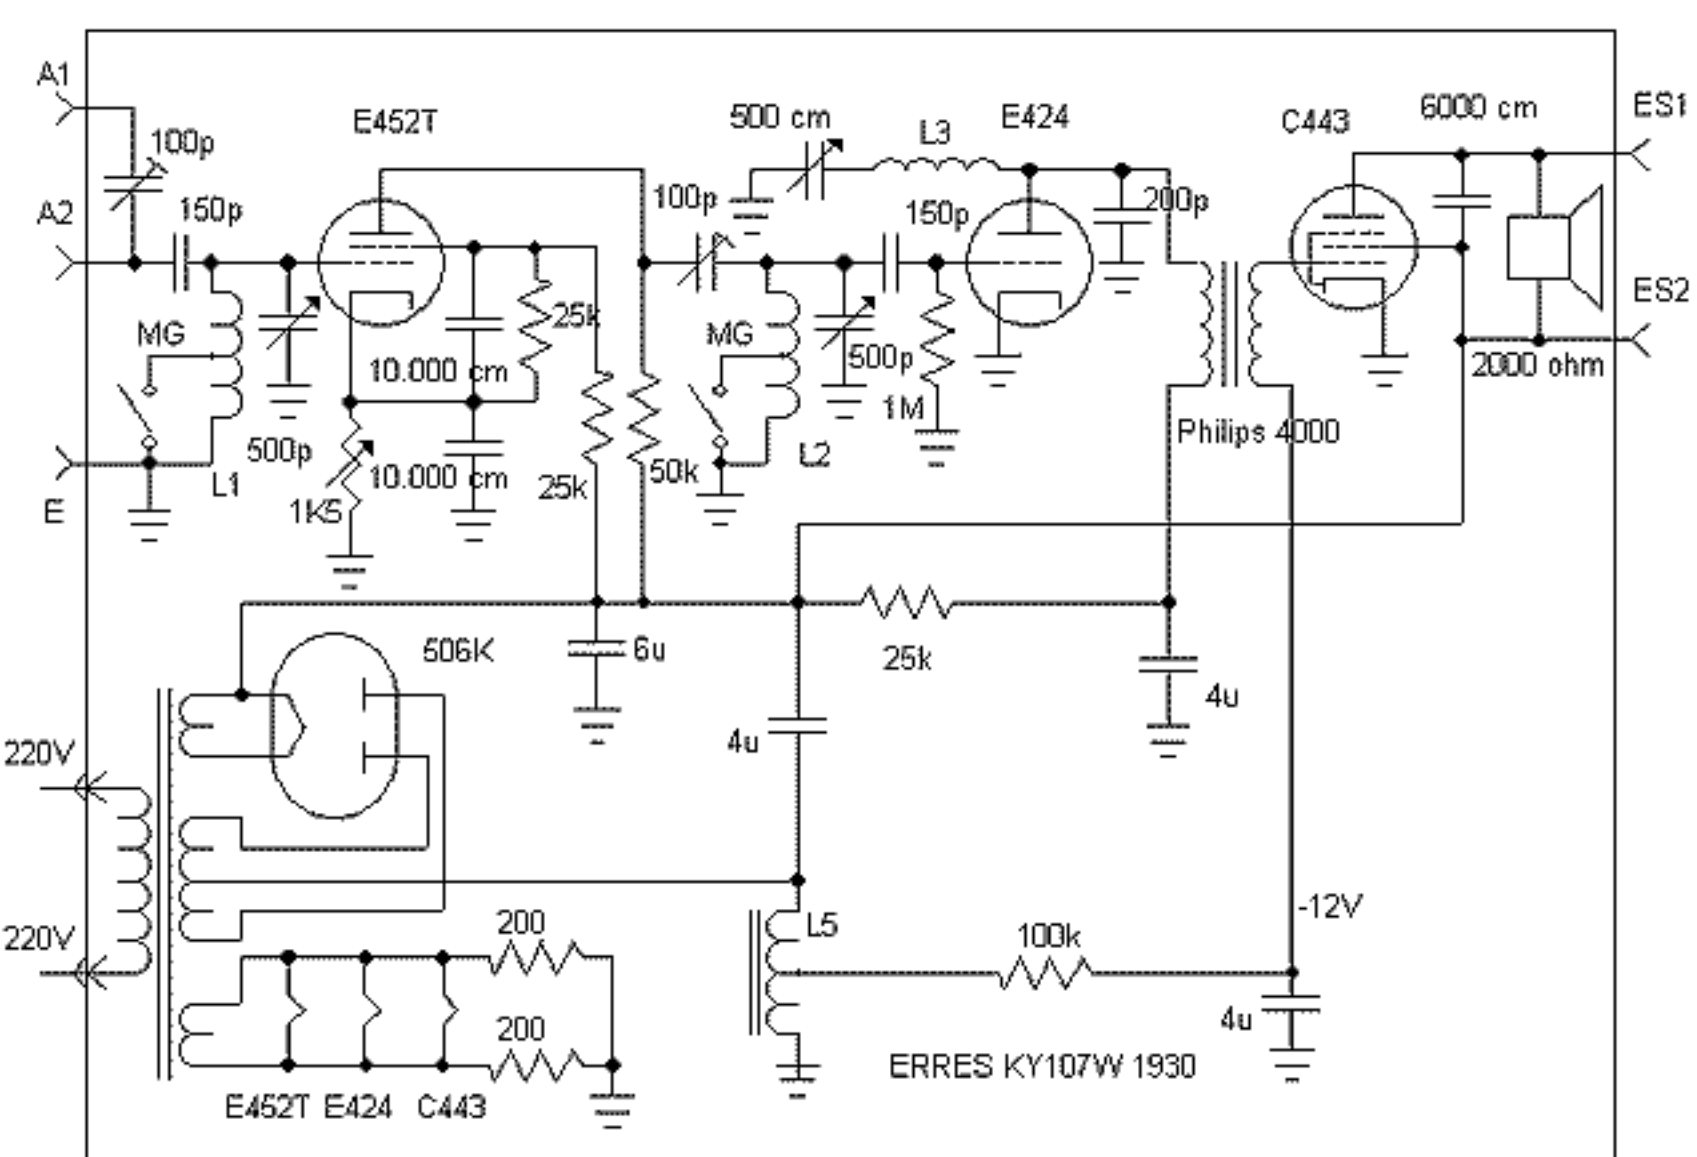 A1
100p
A2
150p
E452T
500 cm
L3
E424
C443
6000 cm
ES1
100p
150p
200p
ES2
MG
25k
MG
500p
2000 ohm
10.000 cm
1M
Philips 4000
500p
L1
10.000 cm
25k
50k
L2
E
1K5
506K
6u
25k
4u
220V
4u
-12V
220V
200
L5
100k
200
4u
ERRES KY107W 1930
E452T E424 C443